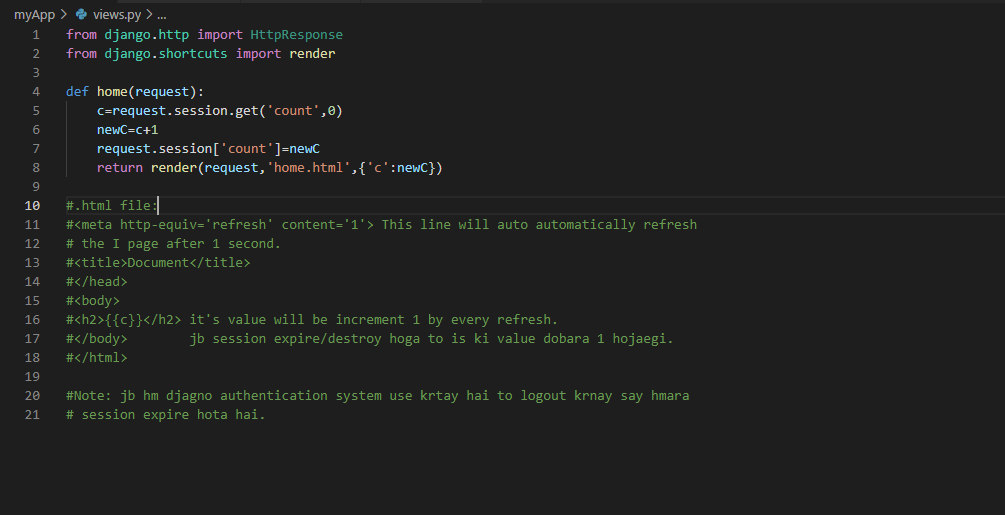 myApp > views.py > ...
1 from django.http import HttpResponse
2 from django.shortcuts import render
3
4 def home(request):
5     c=request.session.get('count',0)
6     newC=c+1
7     request.session['count']=newC
8     return render(request,'home.html',{'c':newC})
9
10 #.html file:
11 #<meta http-equiv='refresh' content='1'> This line will auto automatically refresh
12 # the I page after 1 second.
13 #<title>Document</title>
14 #</head>
15 #<body>
16 #<h2>{{c}}</h2> it's value will be increment 1 by every refresh.
17 #</body>        jb session expire/destroy hoga to is ki value dobara 1 hojaegi.
18 #</html>
19
20 #Note: jb hm djagno authentication system use krtay hai to logout krnay say hmara
21 # session expire hota hai.